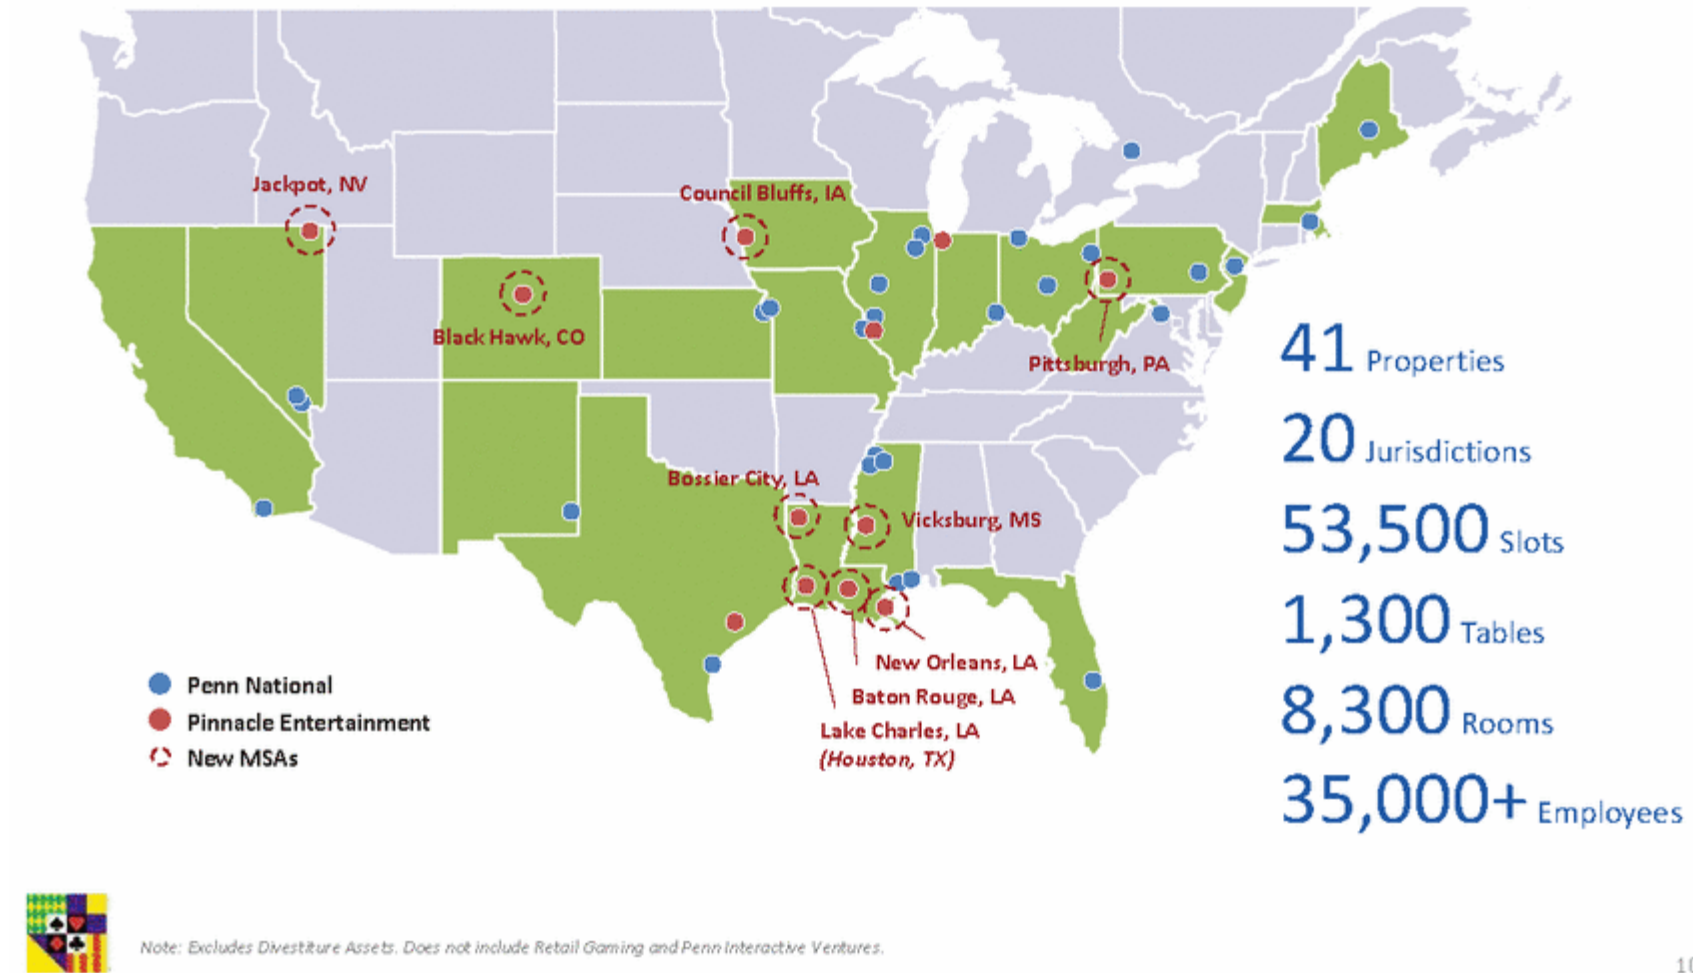 Jackpot, NV
Council Bluffs, IA
Black Hawk, CO
Pittsburgh, PA
Bossier City, LA
Vicksburg, MS
New Orleans, LA
Baton Rouge, LA
Lake Charles, LA
(Houston, TX)
Penn National
Pinnacle Entertainment
New MSAs
41 Properties
20 Jurisdictions
53,500 Slots
1,300 Tables
8,300 Rooms
35,000+ Employees
Note: Excludes Divestiture Assets. Does not include Retail Gaming and Penn Interactive Ventures.